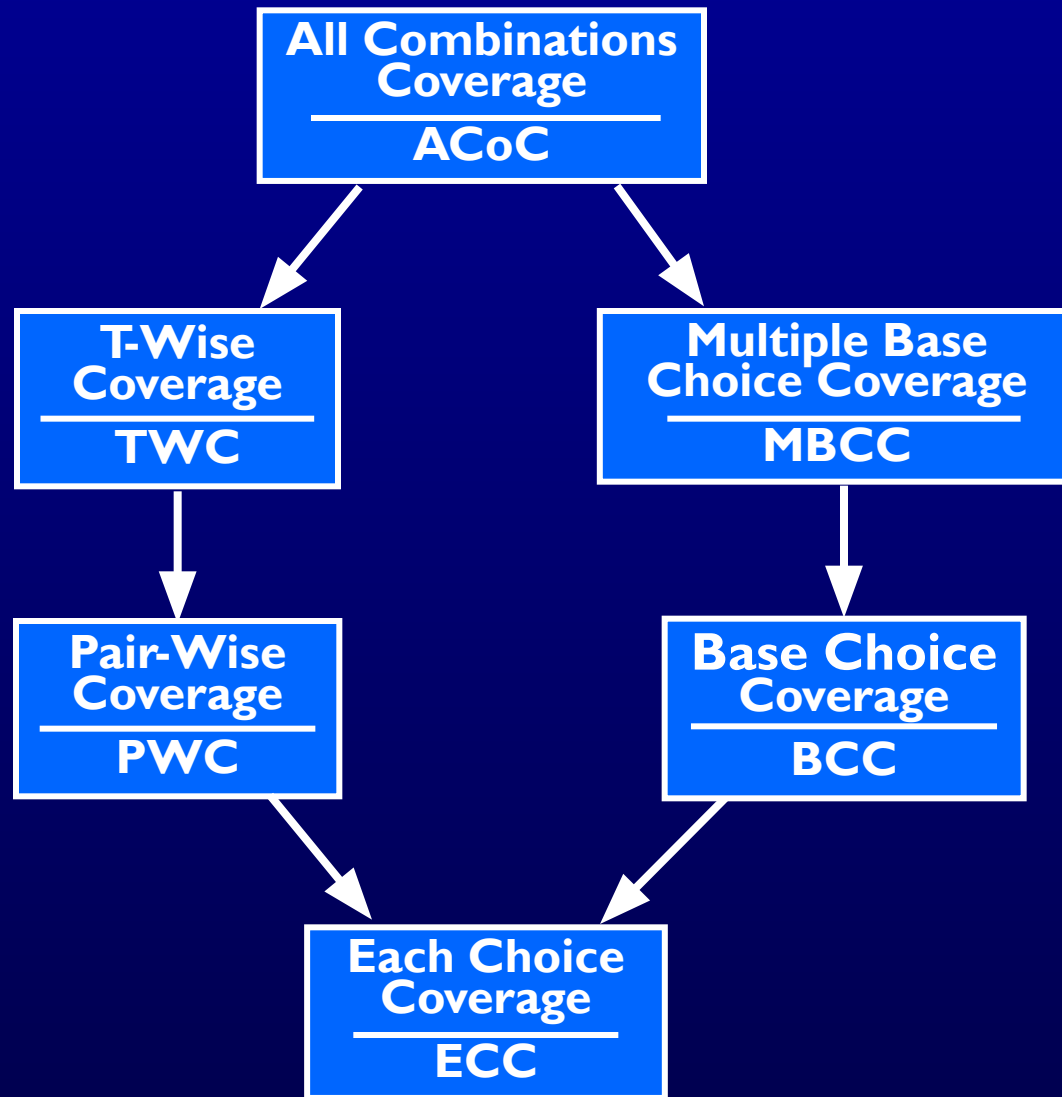 All Combinations
Coverage
ACoC
T-Wise
Coverage
TWC
Multiple Base
Choice Coverage
MBCC
Pair-Wise
Coverage
PWC
Base Choice
Coverage
BCC
Each Choice
Coverage
ECC